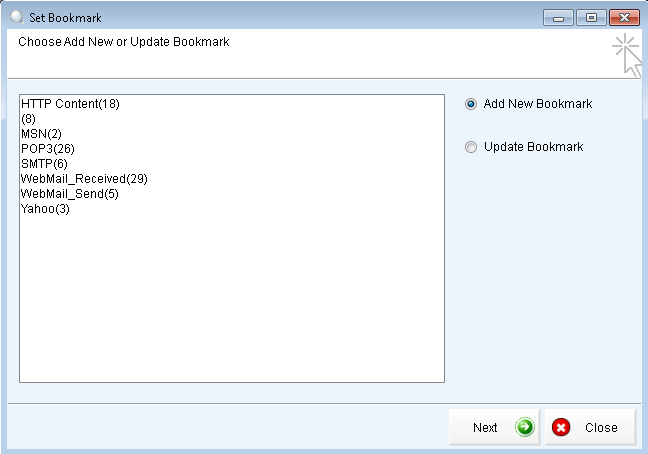 Set Bookmark
Choose Add New or Update Bookmark
HTTP Content(18)
(8)
MSN(2)
POP3(26)
SMTP(6)
WebMail_Received(29)
WebMail_Send(5)
Yahoo(3)
Add New Bookmark
Update Bookmark
Next
Close